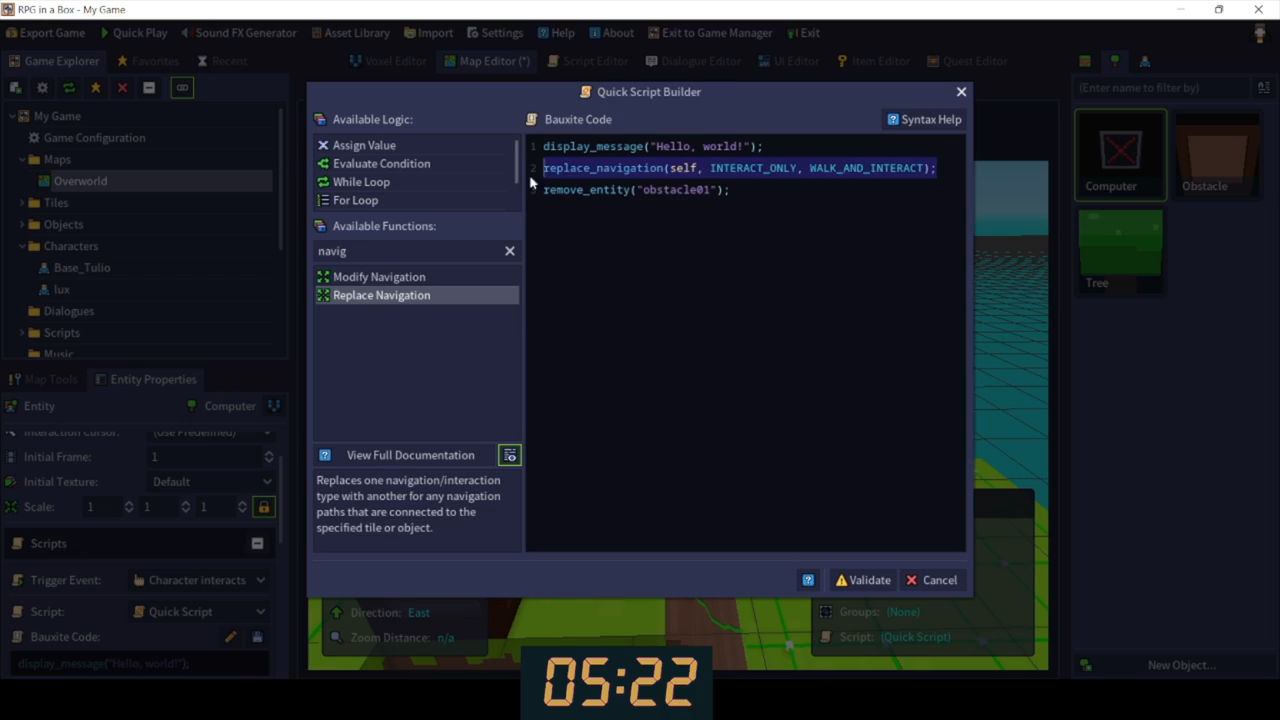 RPG in a Box - My Game
Export Game
Quick Play
Sound FX Generator
Asset Library
Import
Settings
Help
About
Exit to Game Manager
Exit
Game Explorer
Favorites
Recent
Voxel Editor
Map Editor (*)
Script Editor
Dialogue Editor
UI Editor
Item Editor
Quest Editor
(Enter name to filter by)
My Game
Game Configuration
Maps
Overworld
Tiles
Objects
Characters
Base_Tulio
lux
Dialogues
Scripts
Music
Map Tools
Entity Properties
Entity
Computer
Interaction Cursor:
(Use Predefined)
Initial Frame:
1
Initial Texture:
Default
Scale:
1
1
1
Scripts
Trigger Event:
Character interacts
Script:
Quick Script
Bauxite Code:
display_message("Hello, world!");
Quick Script Builder
Available Logic:
Assign Value
Evaluate Condition
While Loop
For Loop
Available Functions:
navig
Modify Navigation
Replace Navigation
View Full Documentation
Replaces one navigation/interaction
type with another for any navigation
paths that are connected to the
specified tile or object.
Bauxite Code
Syntax Help
1 display_message("Hello, world!");
2 replace_navigation(self, INTERACT_ONLY, WALK_AND_INTERACT);
3 remove_entity("obstacle01");
Validate
Cancel
Direction: East
Zoom Distance: n/a
Groups: (None)
Script: (Quick Script)
Computer
Obstacle
Tree
New Object...
05:22